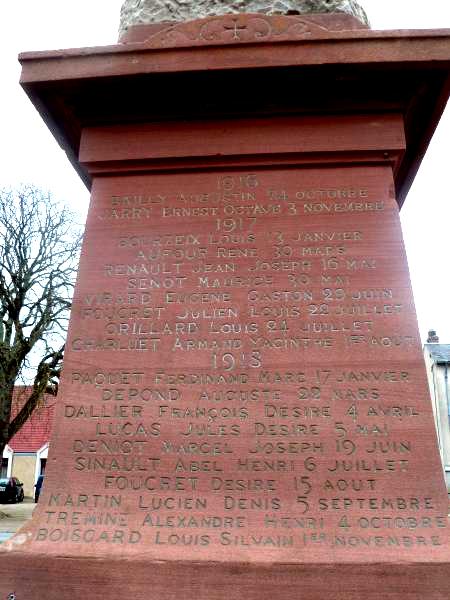 1916
BAILLY AUGUSTIN 24 OCTOBRE
JARRY ERNEST OCTAVE 3 NOVEMBRE
1917
BOURZEIX LOUIS 13 JANVIER
AUFOUR RENE 30 MARS
RENAULT JEAN JOSEPH 16 MAI
SENOT MAURICE 30 MAI
VIRARD EUGENE GASTON 29 JUIN
FOUCRET JULIEN LOUIS 22 JUILLET
GRILLARD LOUIS 24 JUILLET
CHARLUET ARMAND HYACINTHE 1ER AOUT
1918
PAQUET FERDINAND MARC 17 JANVIER
DEPOND AUGUSTE 22 MARS
DALLIER FRANÇOIS DESIRE 4 AVRIL
LUCAS JULES DESIRE 5 MAI
DENIOT MARCEL JOSEPH 19 JUIN
SINAULT ABEL HENRI 6 JUILLET
FOUCRET DESIRE 15 AOUT
MARTIN LUCIEN DENIS 5 SEPTEMBRE
TREMINE ALEXANDRE HENRI 4 OCTOBRE
BOISGARD LOUIS SILVAIN 1ER NOVEMBRE